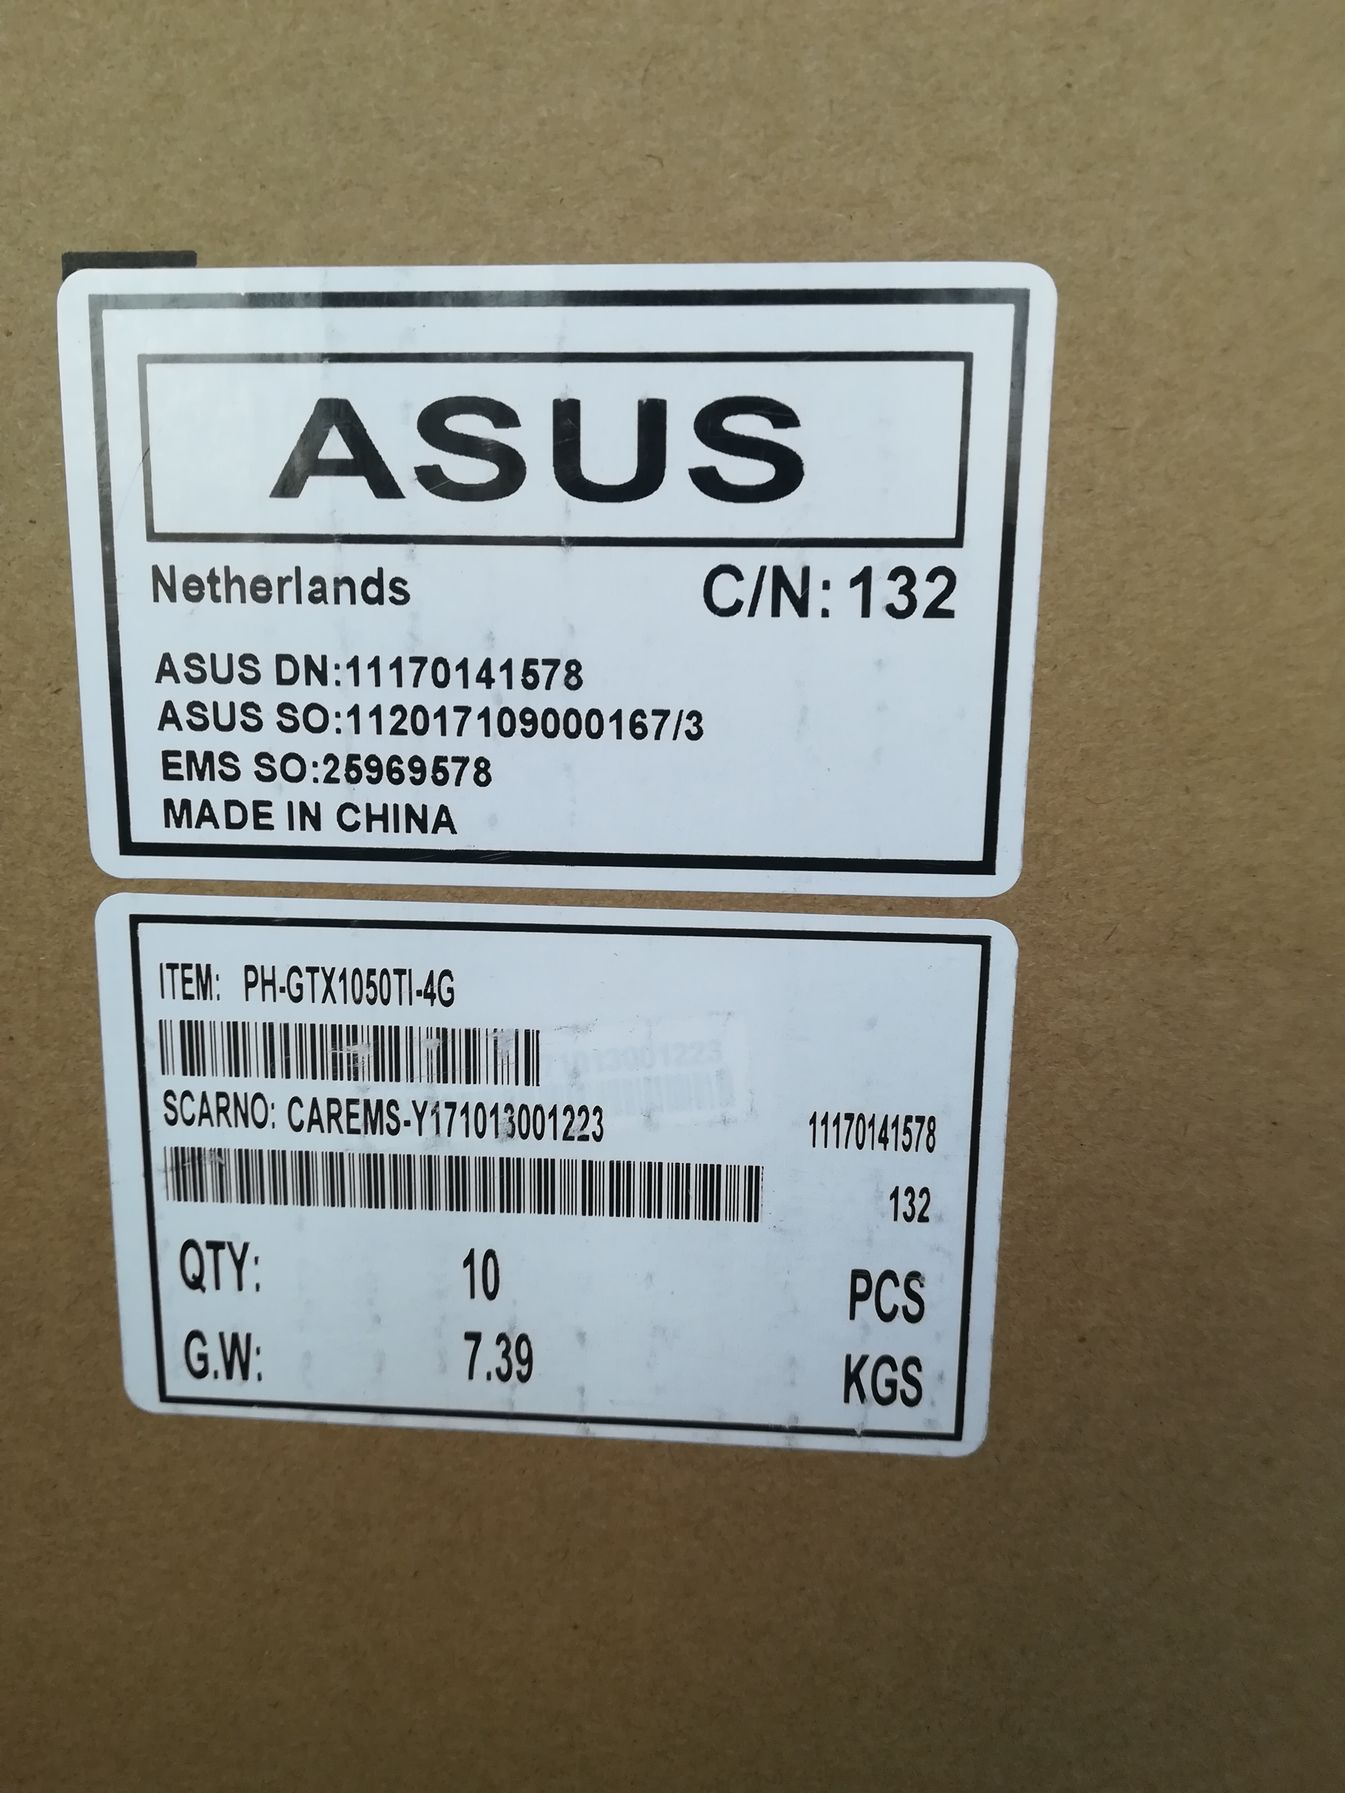 ASUS
Netherlands C/N: 132
ASUS DN:11170141578
ASUS SO:112017109000167/3
EMS SO:25969578
MADE IN CHINA
ITEM: PH-GTX1050TI-4G
SCARNO: CAREMS-Y171013001223 11170141578
132
QTY: 10 PCS
G.W: 7.39 KGS